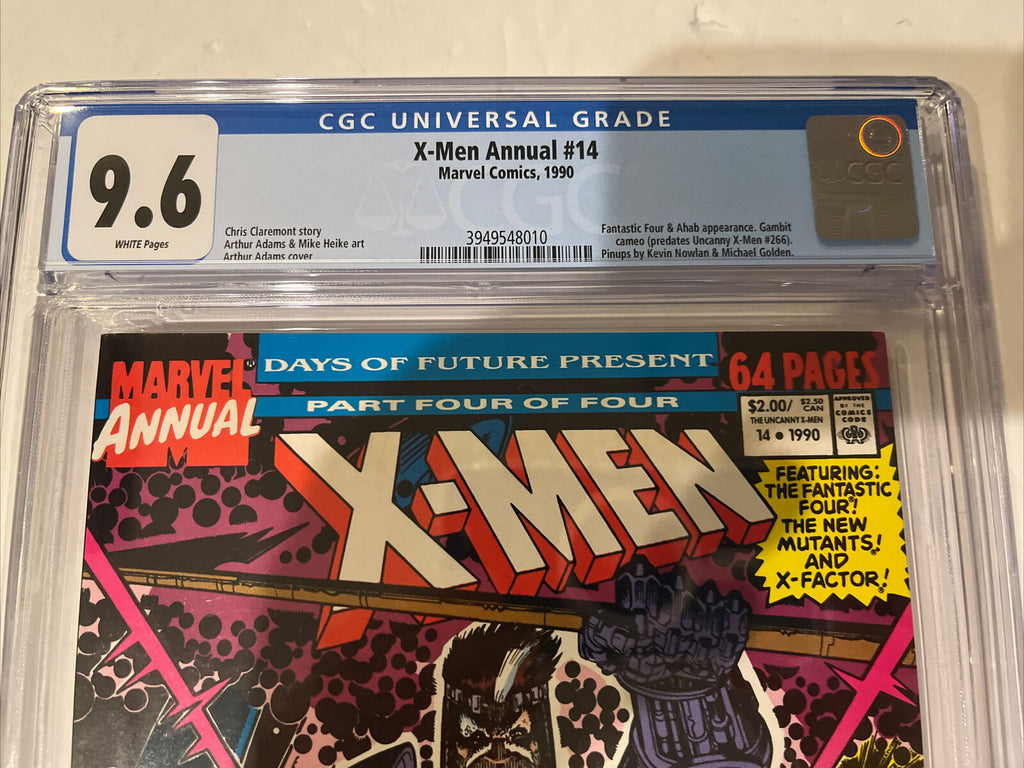 CGC UNIVERSAL GRADE
9.6
WHITE Pages
X-Men Annual #14
Marvel Comics, 1990
Chris Claremont story
Arthur Adams & Mike Heike art
Arthur Adams cover
3949548010
Fantastic Four & Ahab appearance. Gambit
cameo (predates Uncanny X-Men #266).
Pinups by Kevin Nowlan & Michael Golden.
CGC
CGC
MARVEL®
ANNUAL
DAYS OF FUTURE PRESENT
PART FOUR OF FOUR
64 PAGES
$2.00/ $2.50
CAN
THE UNCANNY X-MEN
14 • 1990
APPROVED
BY THE
COMICS
CODE
X-MEN
FEATURING:
THE FANTASTIC
FOUR!
THE NEW
MUTANTS!
AND
X-FACTOR!